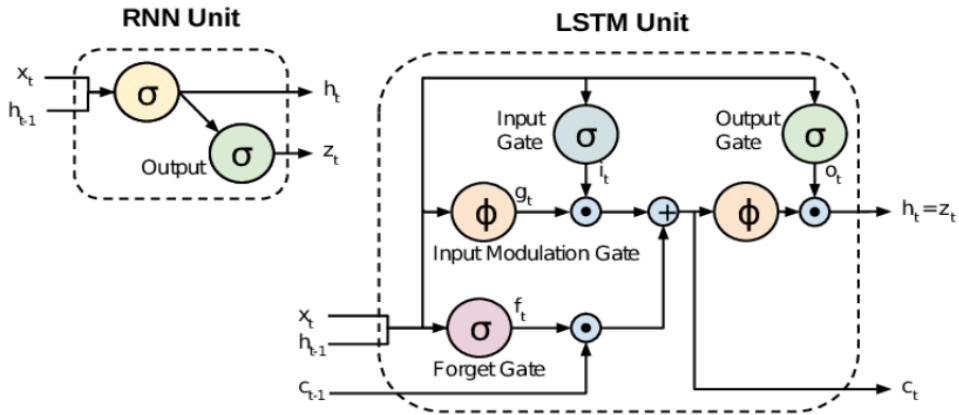 RNN Unit
x_t
h_t-1
σ
h_t
Output
σ
z_t
LSTM Unit
Input
Gate
σ
i_t
Output
Gate
σ
o_t
ϕ
g_t
Input Modulation Gate
+
ϕ
h_t=z_t
x_t
h_t-1
σ
f_t
Forget Gate
c_t-1
c_t